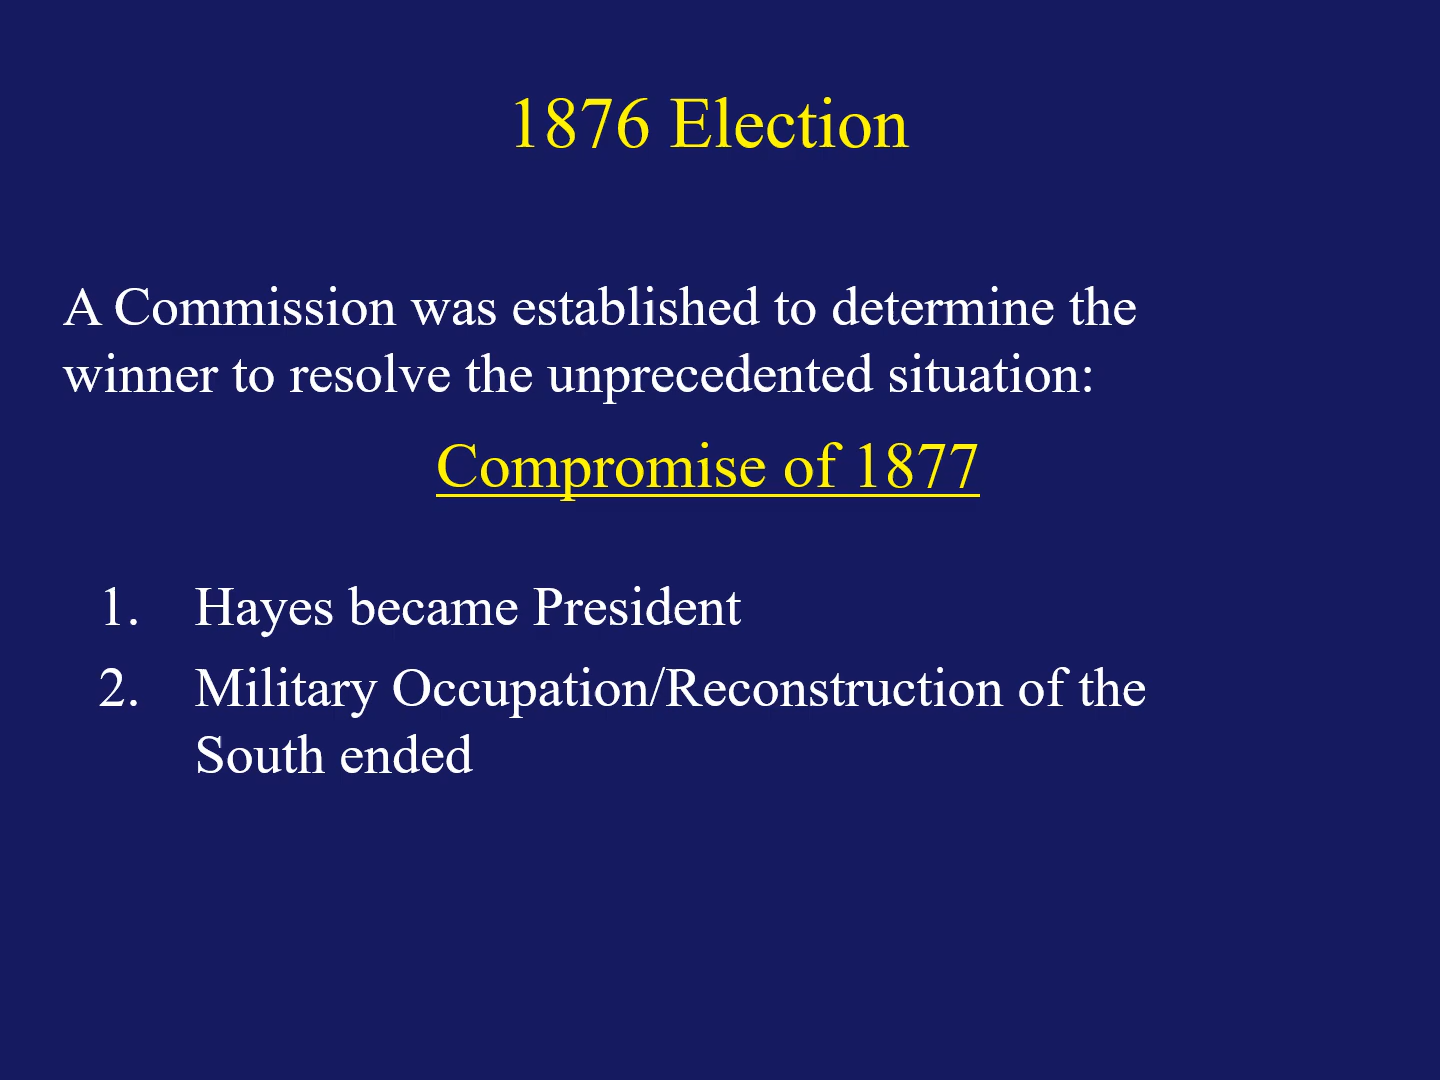 1876 Election
A Commission was established to determine the
winner to resolve the unprecedented situation:
Compromise of 1877
1. Hayes became President
2. Military Occupation/Reconstruction of the
South ended